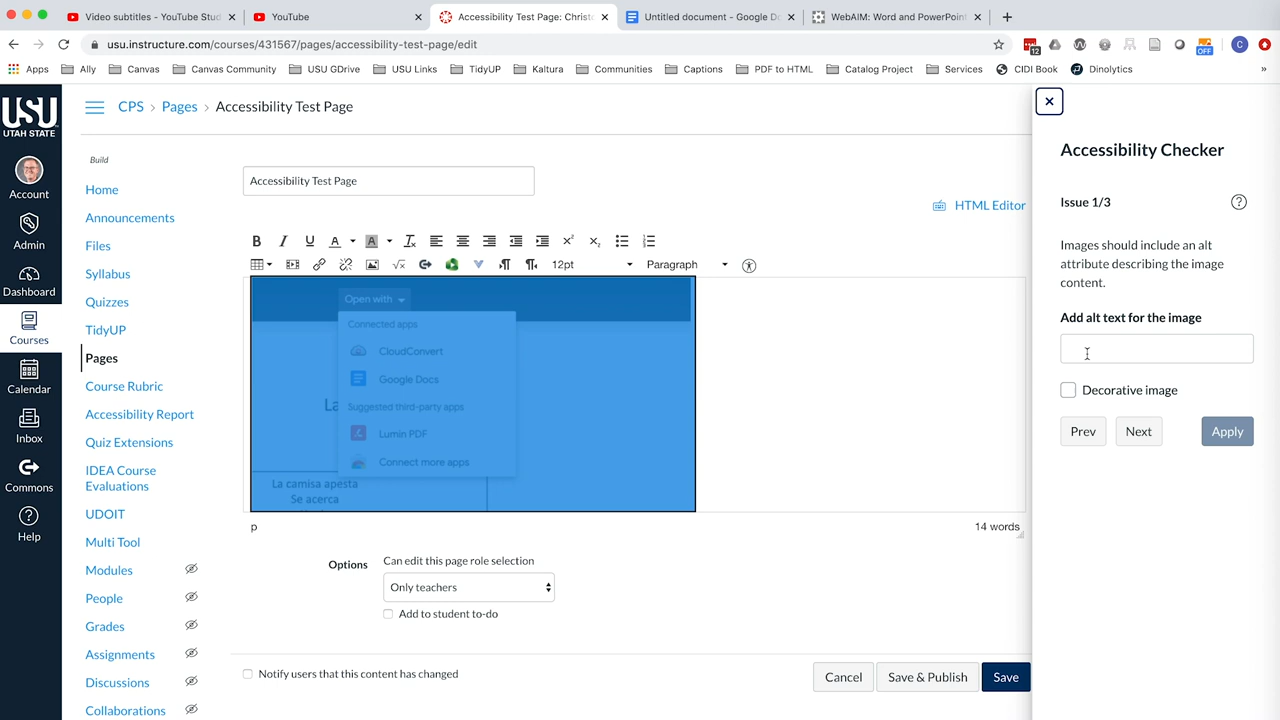 Video subtitles - YouTube Stud
YouTube
Accessibility Test Page: Christo
Untitled document - Google Do
WebAIM: Word and PowerPoint
usu.instructure.com/courses/431567/pages/accessibility-test-page/edit
12
OFF
C
Apps
Ally
Canvas
Canvas Community
USU GDrive
USU Links
TidyUP
Kaltura
Communities
Captions
PDF to HTML
Catalog Project
Services
CIDI Book
Dinolytics
»
USU
UTAH STATE
Account
Admin
Dashboard
Courses
Calendar
Inbox
Commons
Help
CPS > Pages > Accessibility Test Page
Build
Home
Announcements
Files
Syllabus
Quizzes
TidyUP
Pages
Course Rubric
Accessibility Report
Quiz Extensions
IDEA Course
Evaluations
UDOIT
Multi Tool
Modules
People
Grades
Assignments
Discussions
Collaborations
Accessibility Test Page
HTML Editor
12pt
Paragraph
Open with
Connected apps
CloudConvert
Google Docs
La
Suggested third-party apps
Lumin PDF
Connect more apps
La camisa apesta
Se acerca
p
14 words
Options
Can edit this page role selection
Only teachers
Add to student to-do
Notify users that this content has changed
Cancel
Save & Publish
Save
Accessibility Checker
Issue 1/3
Images should include an alt
attribute describing the image
content.
Add alt text for the image
Decorative image
Prev
Next
Apply